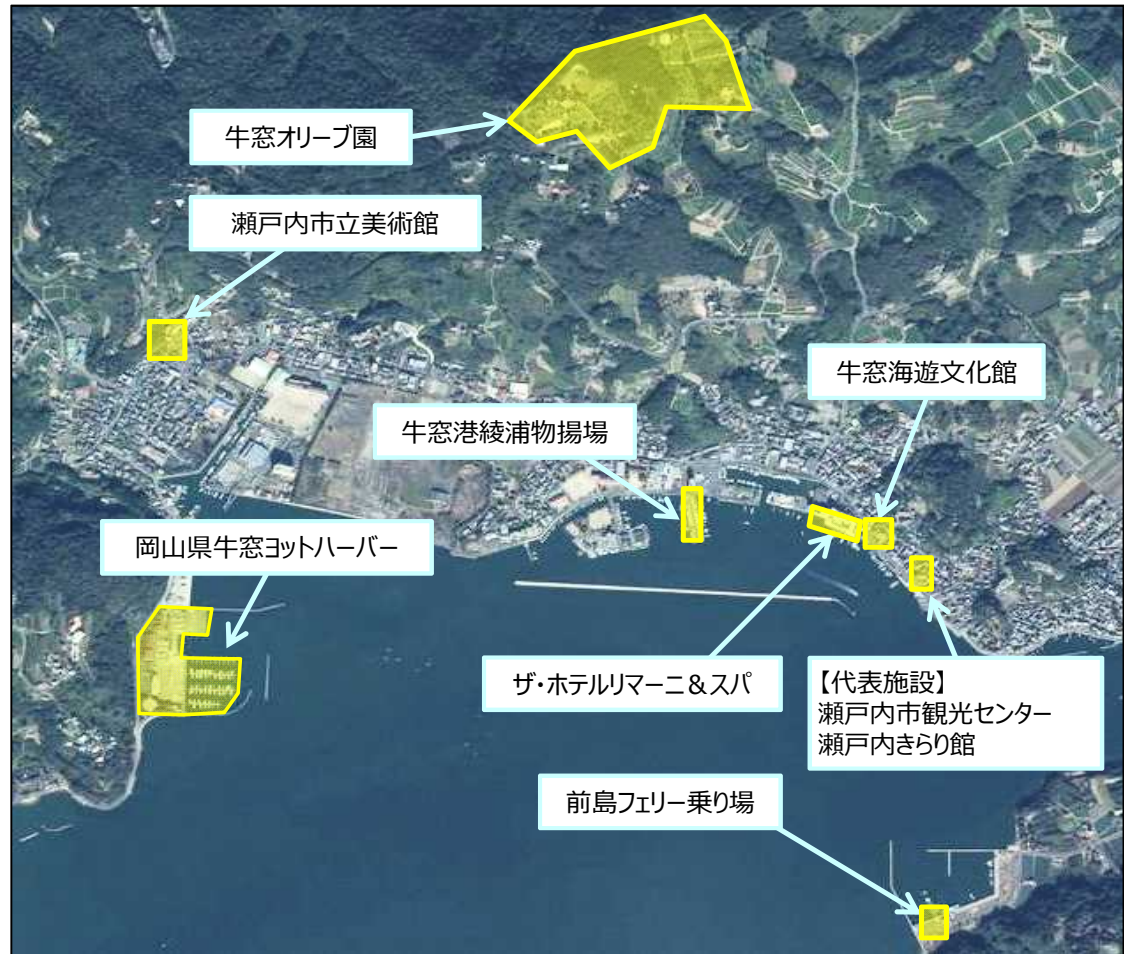 牛窓オリーブ園
瀬戸内市立美術館
牛窓海遊文化館
牛窓港綾浦物揚場
岡山県牛窓ヨットハーバー
ザ・ホテルリマーニ＆スパ
【代表施設】
瀬戸内市観光センター
瀬戸内きらり館
前島フェリー乗り場